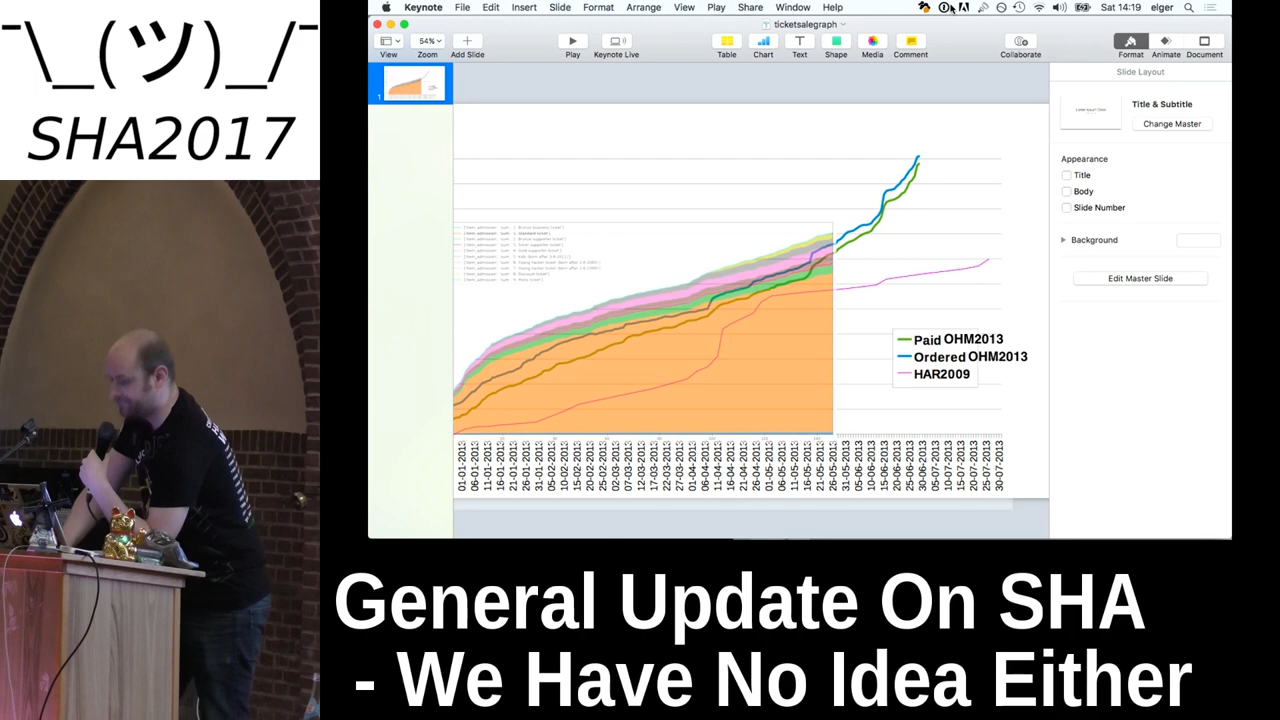 ¯\_(ツ)_/¯
SHA2017
Keynote File Edit Insert Slide Format Arrange View Play Share Window Help
Sat 14:19 elger
ticketsalegraph
54%
View Zoom Add Slide
Play Keynote Live
Table Chart Text Shape Media Comment
Collaborate
Format Animate Document
1
Slide Layout
Title & Subtitle
Change Master
Appearance
Title
Body
Slide Number
Background
Edit Master Slide
Paid OHM2013
Ordered OHM2013
HAR2009
01-01-2013
06-01-2013
11-01-2013
16-01-2013
21-01-2013
26-01-2013
31-01-2013
05-02-2013
10-02-2013
15-02-2013
20-02-2013
25-02-2013
02-03-2013
07-03-2013
12-03-2013
17-03-2013
22-03-2013
27-03-2013
01-04-2013
06-04-2013
11-04-2013
16-04-2013
21-04-2013
26-04-2013
01-05-2013
06-05-2013
11-05-2013
16-05-2013
21-05-2013
26-05-2013
31-05-2013
05-06-2013
10-06-2013
15-06-2013
20-06-2013
25-06-2013
30-06-2013
05-07-2013
10-07-2013
15-07-2013
20-07-2013
25-07-2013
30-07-2013
General Update On SHA
- We Have No Idea Either